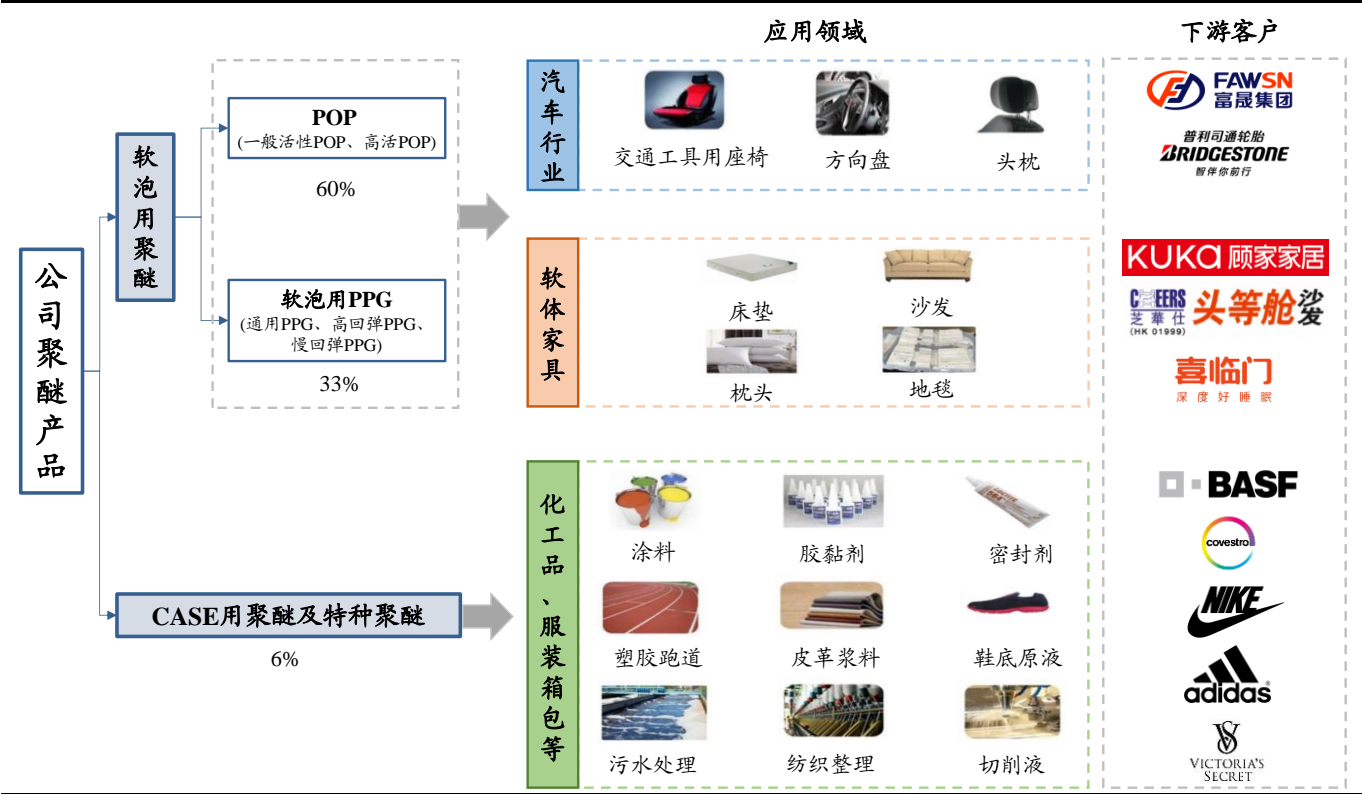 应用领域
下游客户
公司聚醚产品
软泡用聚醚
POP
(一般活性POP、高活POP)
60%
软泡用PPG
(通用PPG、高回弹PPG、
慢回弹PPG)
33%
CASE用聚醚及特种聚醚
6%
汽车行业
交通工具用座椅
方向盘
头枕
软体家具
床垫
沙发
枕头
地毯
化工品、服装箱包等
涂料
胶黏剂
密封剂
塑胶跑道
皮革浆料
鞋底原液
污水处理
纺织整理
切削液
FAWSN
富晟集团
普利司通轮胎
BRIDGESTONE
智伴你前行
KUKa 顾家家居
CHEERS
芝華仕
(HK 01999)
头等舱沙发
喜临门
深度好睡眠
BASF
covestro
NIKE
adidas
VS
VICTORIA'S
SECRET